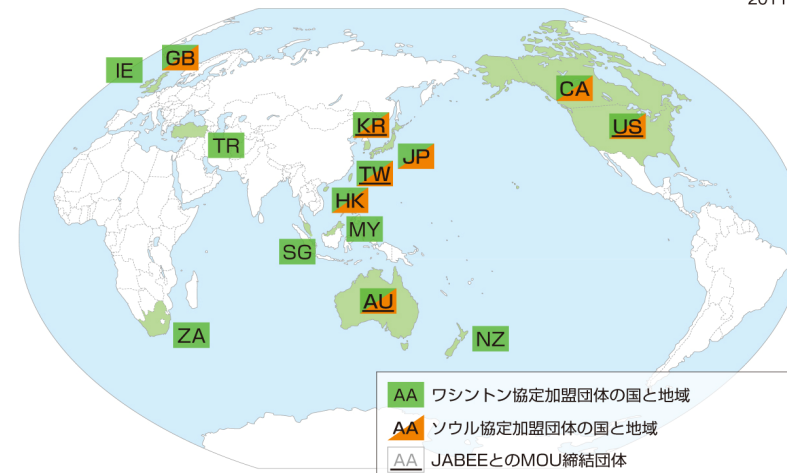 2011
GB
IE
CA
KR
US
TR
JP
TW
HK
MY
SG
AU
ZA
NZ
AA ワシントン協定加盟団体の国と地域
AA ソウル協定加盟団体の国と地域
AA JABEEとのMOU締結団体